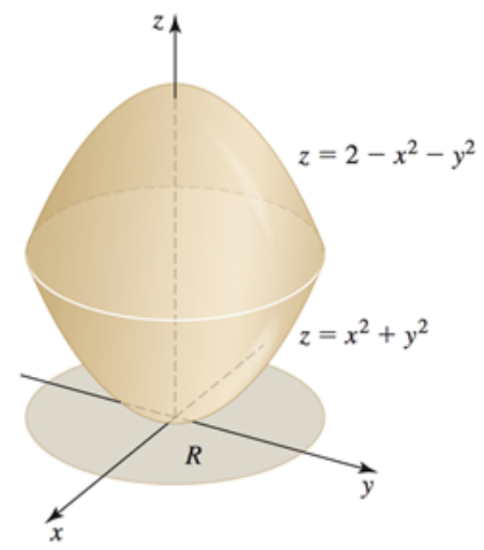 z
z = 2 − x² − y²
z = x² + y²
R
y
x